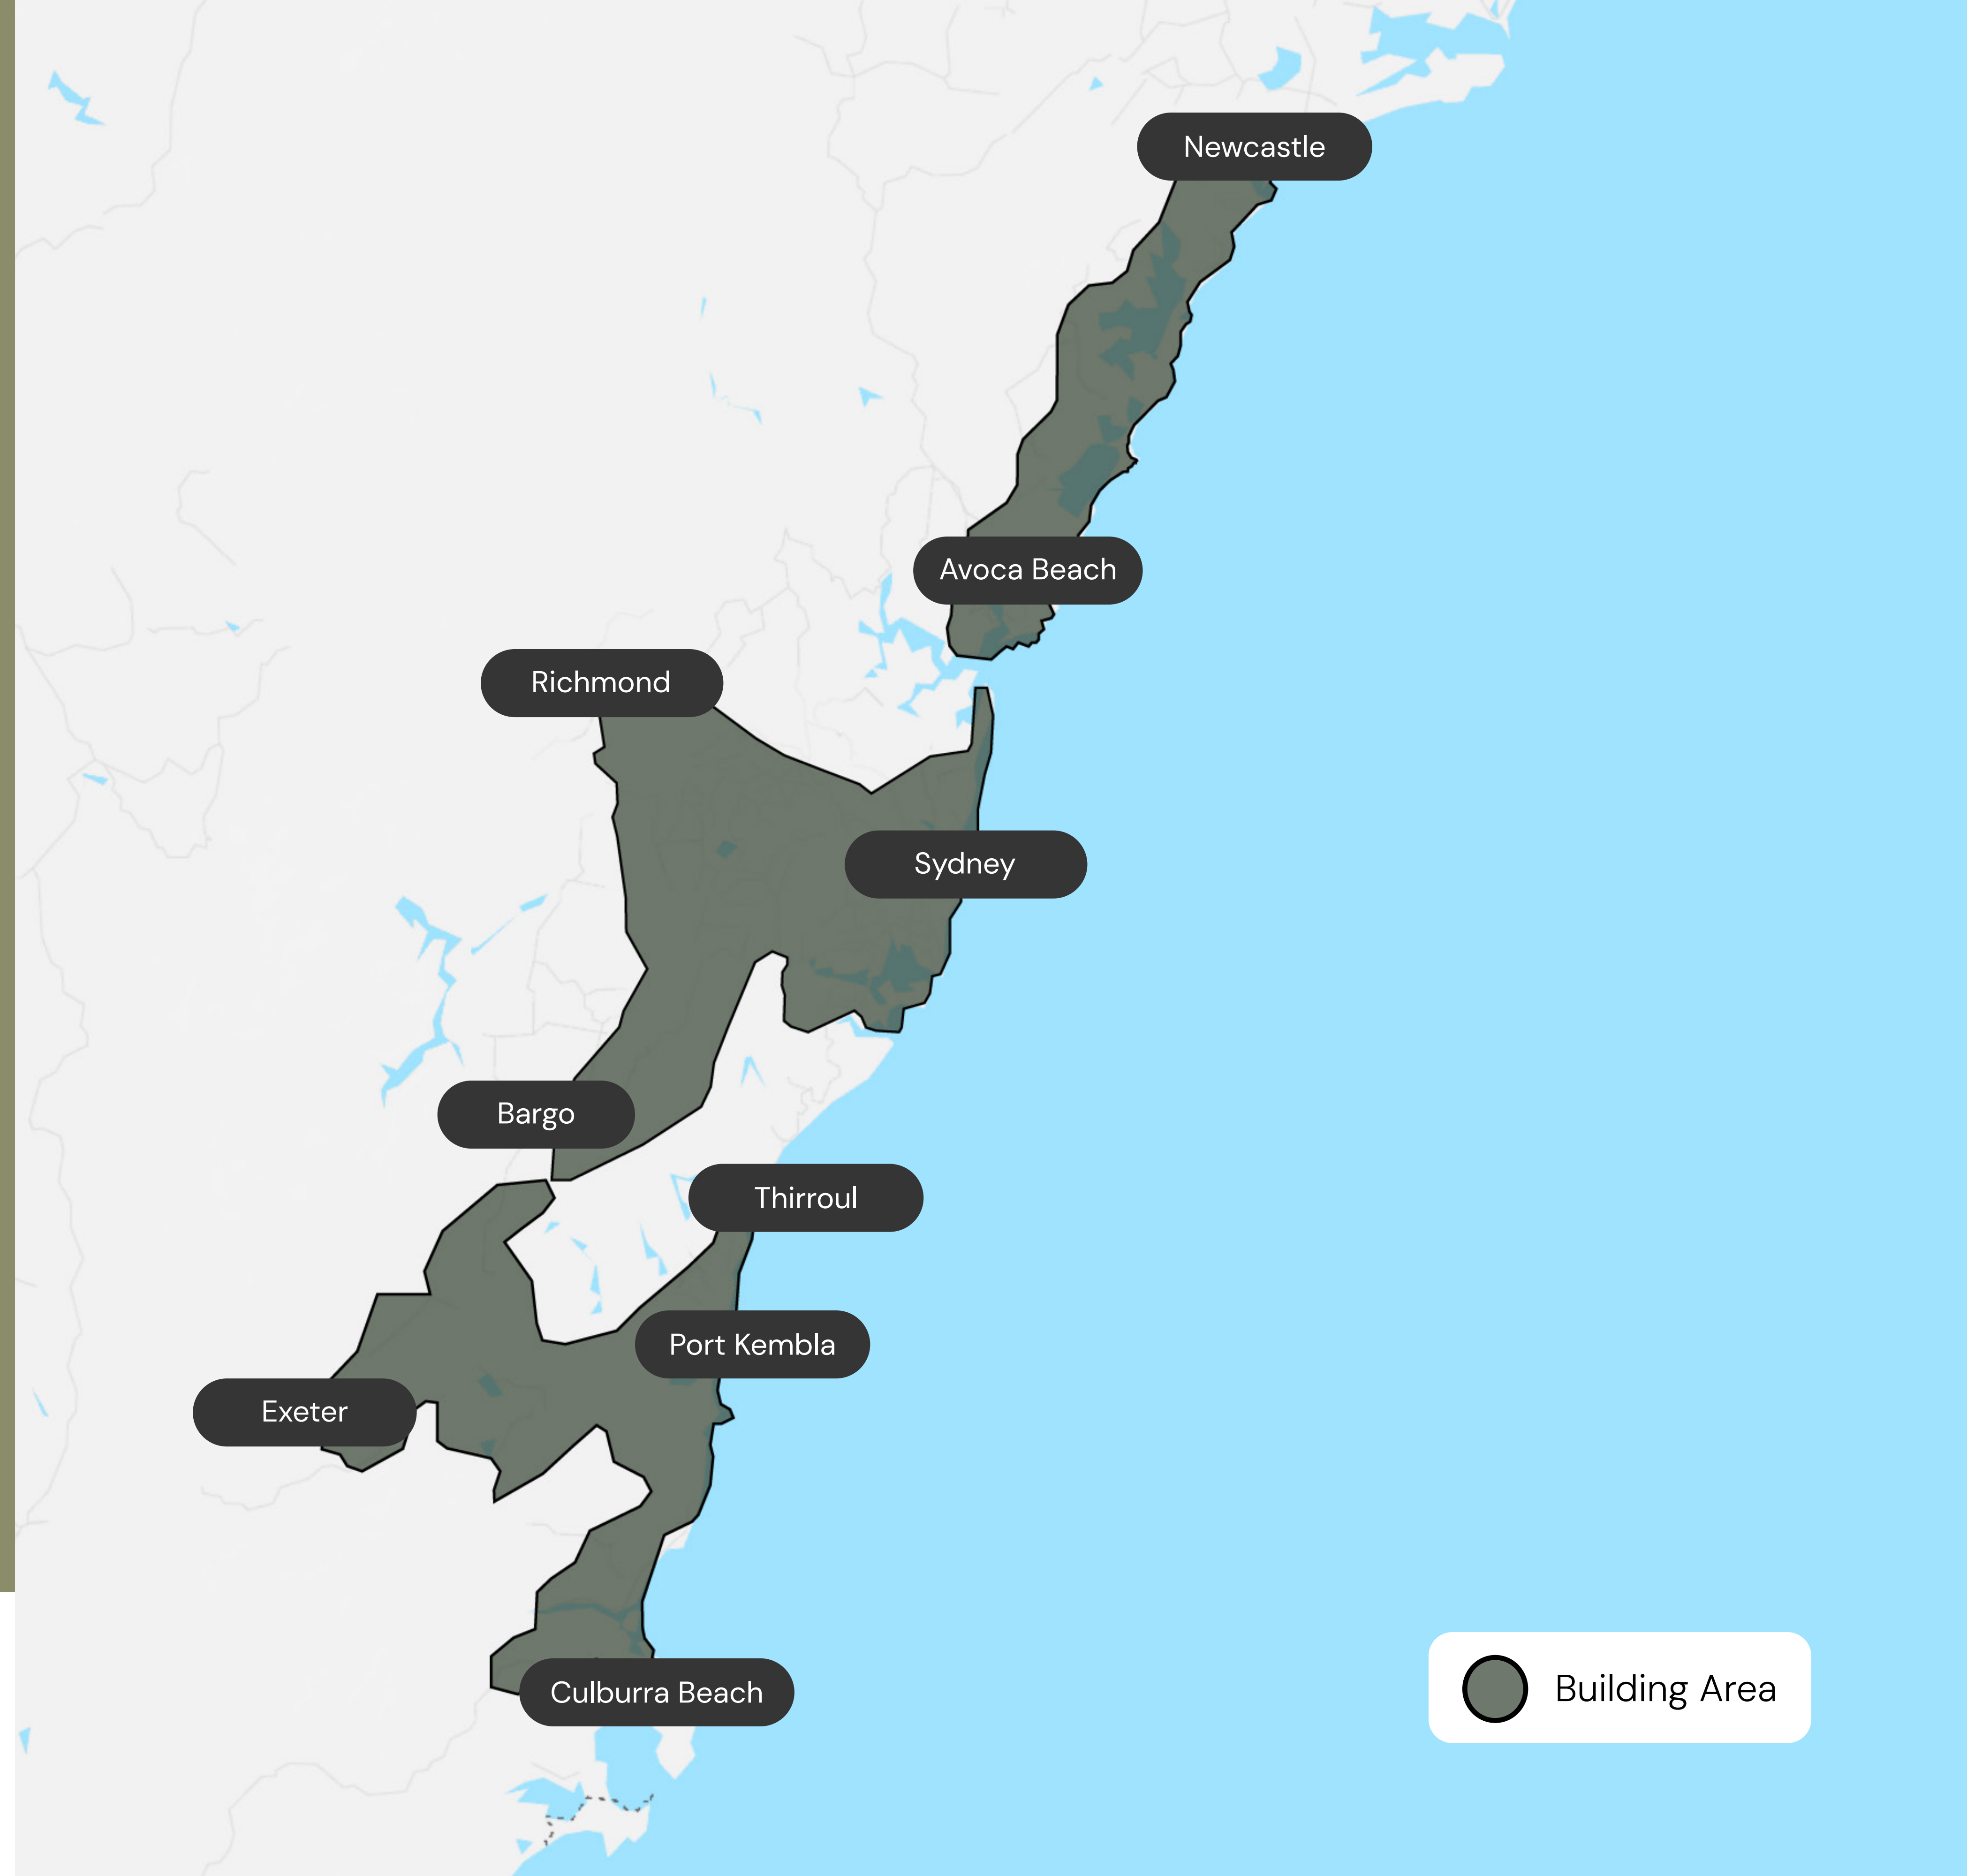 Newcastle
Avoca Beach
Richmond
Sydney
Bargo
Thirroul
Port Kembla
Exeter
Culburra Beach
Building Area